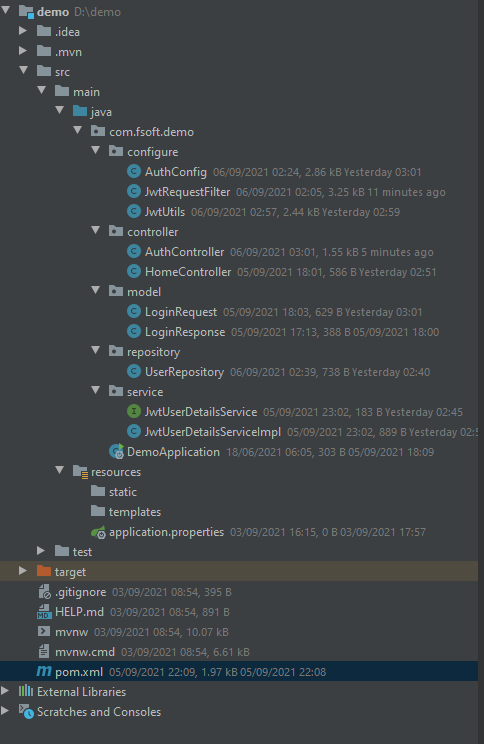 demo D:\demo
.idea
.mvn
src
main
java
com.fsoft.demo
configure
AuthConfig 06/09/2021 02:24, 2.86 kB Yesterday 03:01
JwtRequestFilter 06/09/2021 02:05, 3.25 kB 11 minutes ago
JwtUtils 06/09/2021 02:57, 2.44 kB Yesterday 02:59
controller
AuthController 06/09/2021 03:01, 1.55 kB 5 minutes ago
HomeController 05/09/2021 18:01, 586 B Yesterday 02:51
model
LoginRequest 05/09/2021 18:03, 629 B Yesterday 03:01
LoginResponse 05/09/2021 17:13, 388 B 05/09/2021 18:00
repository
UserRepository 06/09/2021 02:39, 738 B Yesterday 02:40
service
JwtUserDetailsService 05/09/2021 23:02, 183 B Yesterday 02:45
JwtUserDetailsServiceImpl 05/09/2021 23:02, 889 B Yesterday 02:5
DemoApplication 18/06/2021 06:05, 303 B 05/09/2021 18:09
resources
static
templates
application.properties 03/09/2021 16:15, 0 B 03/09/2021 17:57
test
target
.gitignore 03/09/2021 08:54, 395 B
HELP.md 03/09/2021 08:54, 891 B
mvnw 03/09/2021 08:54, 10.07 kB
mvnw.cmd 03/09/2021 08:54, 6.61 kB
pom.xml 05/09/2021 22:09, 1.97 kB 05/09/2021 22:08
External Libraries
Scratches and Consoles